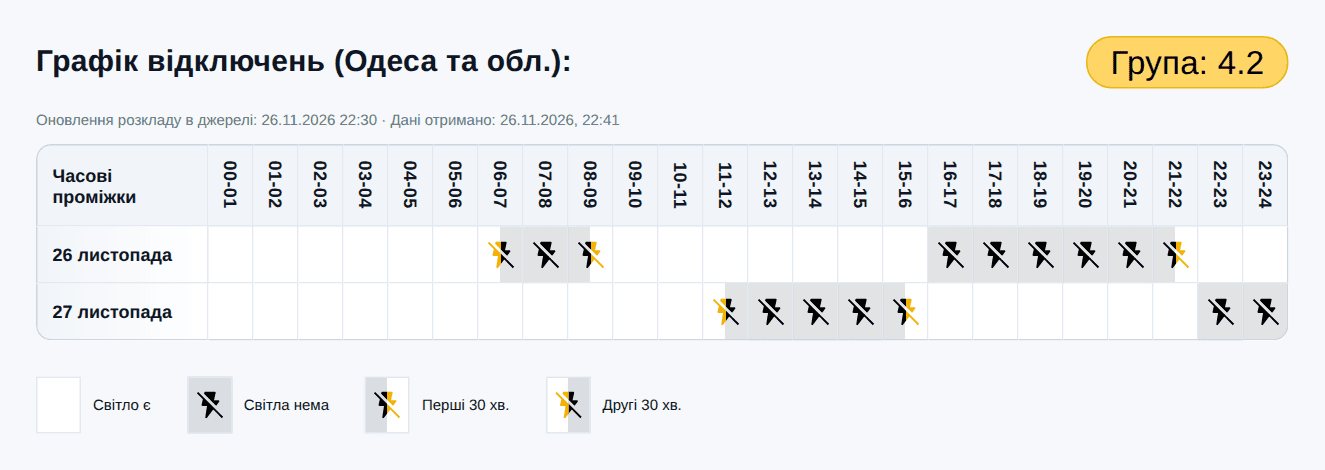 Графік відключень (Одеса та обл.):
Група: 4.2
Оновлення розкладу в джерелі: 26.11.2026 22:30 · Дані отримано: 26.11.2026, 22:41
Часові
проміжки
00-01
01-02
02-03
03-04
04-05
05-06
06-07
07-08
08-09
09-10
10-11
11-12
12-13
13-14
14-15
15-16
16-17
17-18
18-19
19-20
20-21
21-22
22-23
23-24
26 листопада
27 листопада
Світло є
Світла нема
Перші 30 хв.
Другі 30 хв.